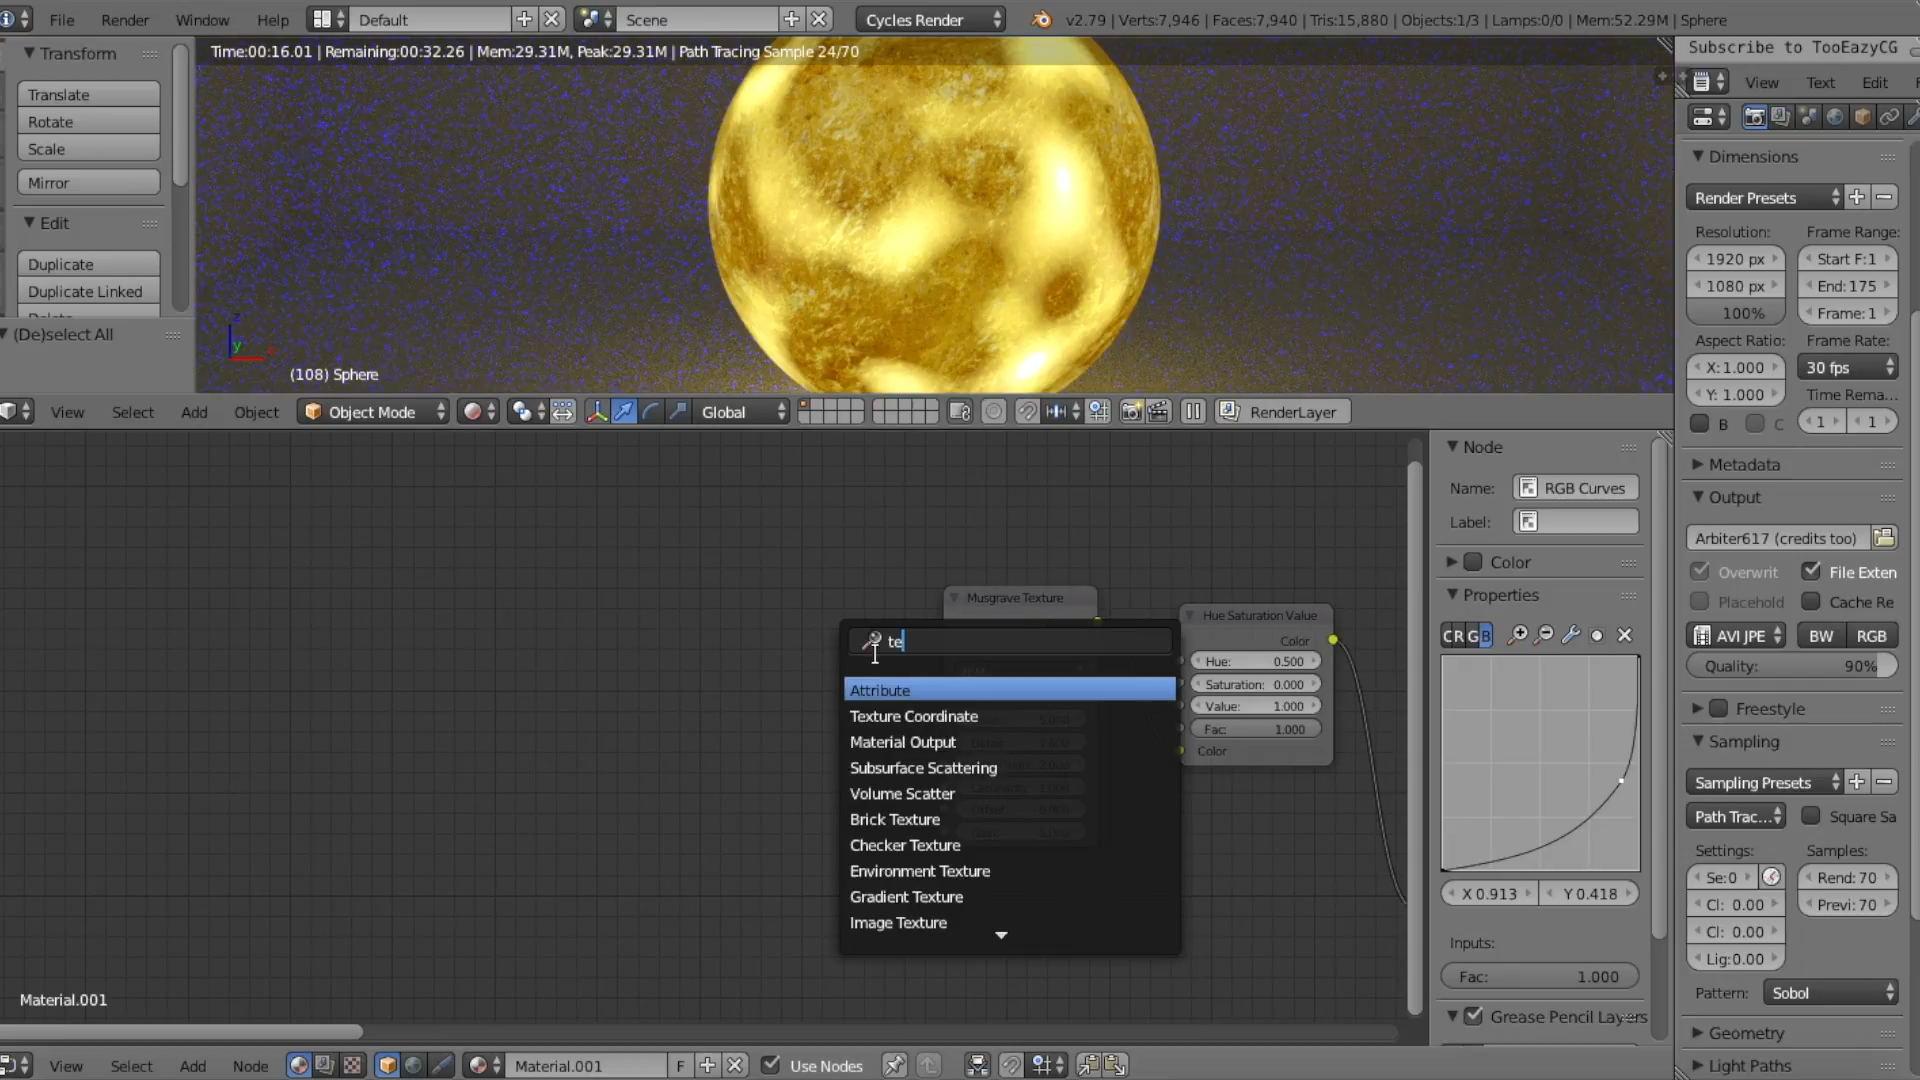 File Render Window Help Default Scene Cycles Render v2.79 | Verts:7,946 | Faces:7,940 | Tris:15,880 | Objects:1/3 | Lamps:0/0 | Mem:52.29M | Sphere
Time:00:16.01 | Remaining:00:32.26 | Mem:29.31M, Peak:29.31M | Path Tracing Sample 24/70
Subscribe to TooEazyCG
View Text Edit
Transform
Translate
Rotate
Scale
Mirror
Edit
Duplicate
Duplicate Linked
(De)select All
z
y
(108) Sphere
View Select Add Object Object Mode Global RenderLayer
Musgrave Texture
te
Attribute
Texture Coordinate
Material Output
Subsurface Scattering
Volume Scatter
Brick Texture
Checker Texture
Environment Texture
Gradient Texture
Image Texture
Hue Saturation Value
Color
Hue: 0.500
Saturation: 0.000
Value: 1.000
Fac: 1.000
Color
Material.001
View Select Add Node Material.001 F Use Nodes
Node
Name: RGB Curves
Label:
Color
Properties
C R G B
X 0.913 Y 0.418
Inputs:
Fac: 1.000
Grease Pencil Layers
Dimensions
Render Presets
Resolution: Frame Range:
1920 px Start F:1
1080 px End: 175
100% Frame: 1
Aspect Ratio: Frame Rate:
X: 1.000 30 fps
Y: 1.000 Time Rema...
B C 1 1
Metadata
Output
Arbiter617 (credits too)
Overwrit File Exten
Placehold Cache Re
AVI JPE BW RGB
Quality: 90%
Freestyle
Sampling
Sampling Presets
Path Trac... Square Sa
Settings: Samples:
Se:0 Rend: 70
Cl: 0.00 Previ: 70
Cl: 0.00
Lig:0.00
Pattern: Sobol
Geometry
Light Paths